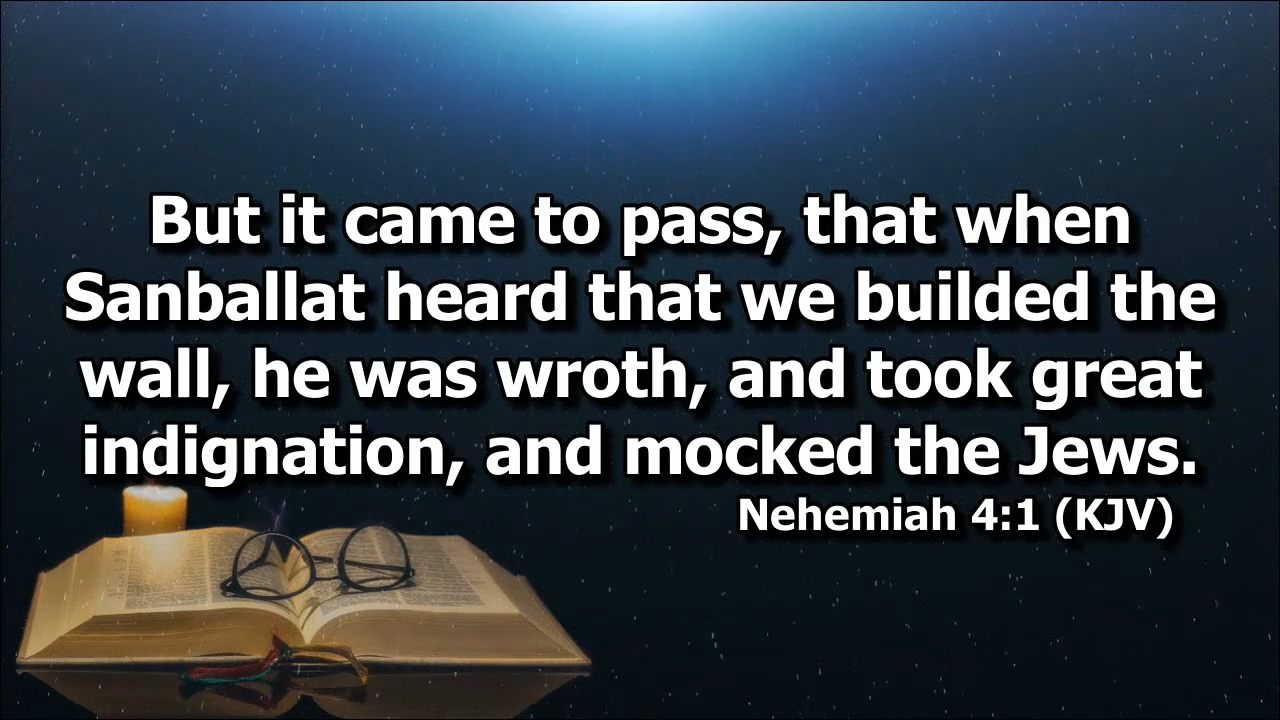 But it came to pass, that when
Sanballat heard that we builded the
wall, he was wroth, and took great
indignation, and mocked the Jews.
Nehemiah 4:1 (KJV)